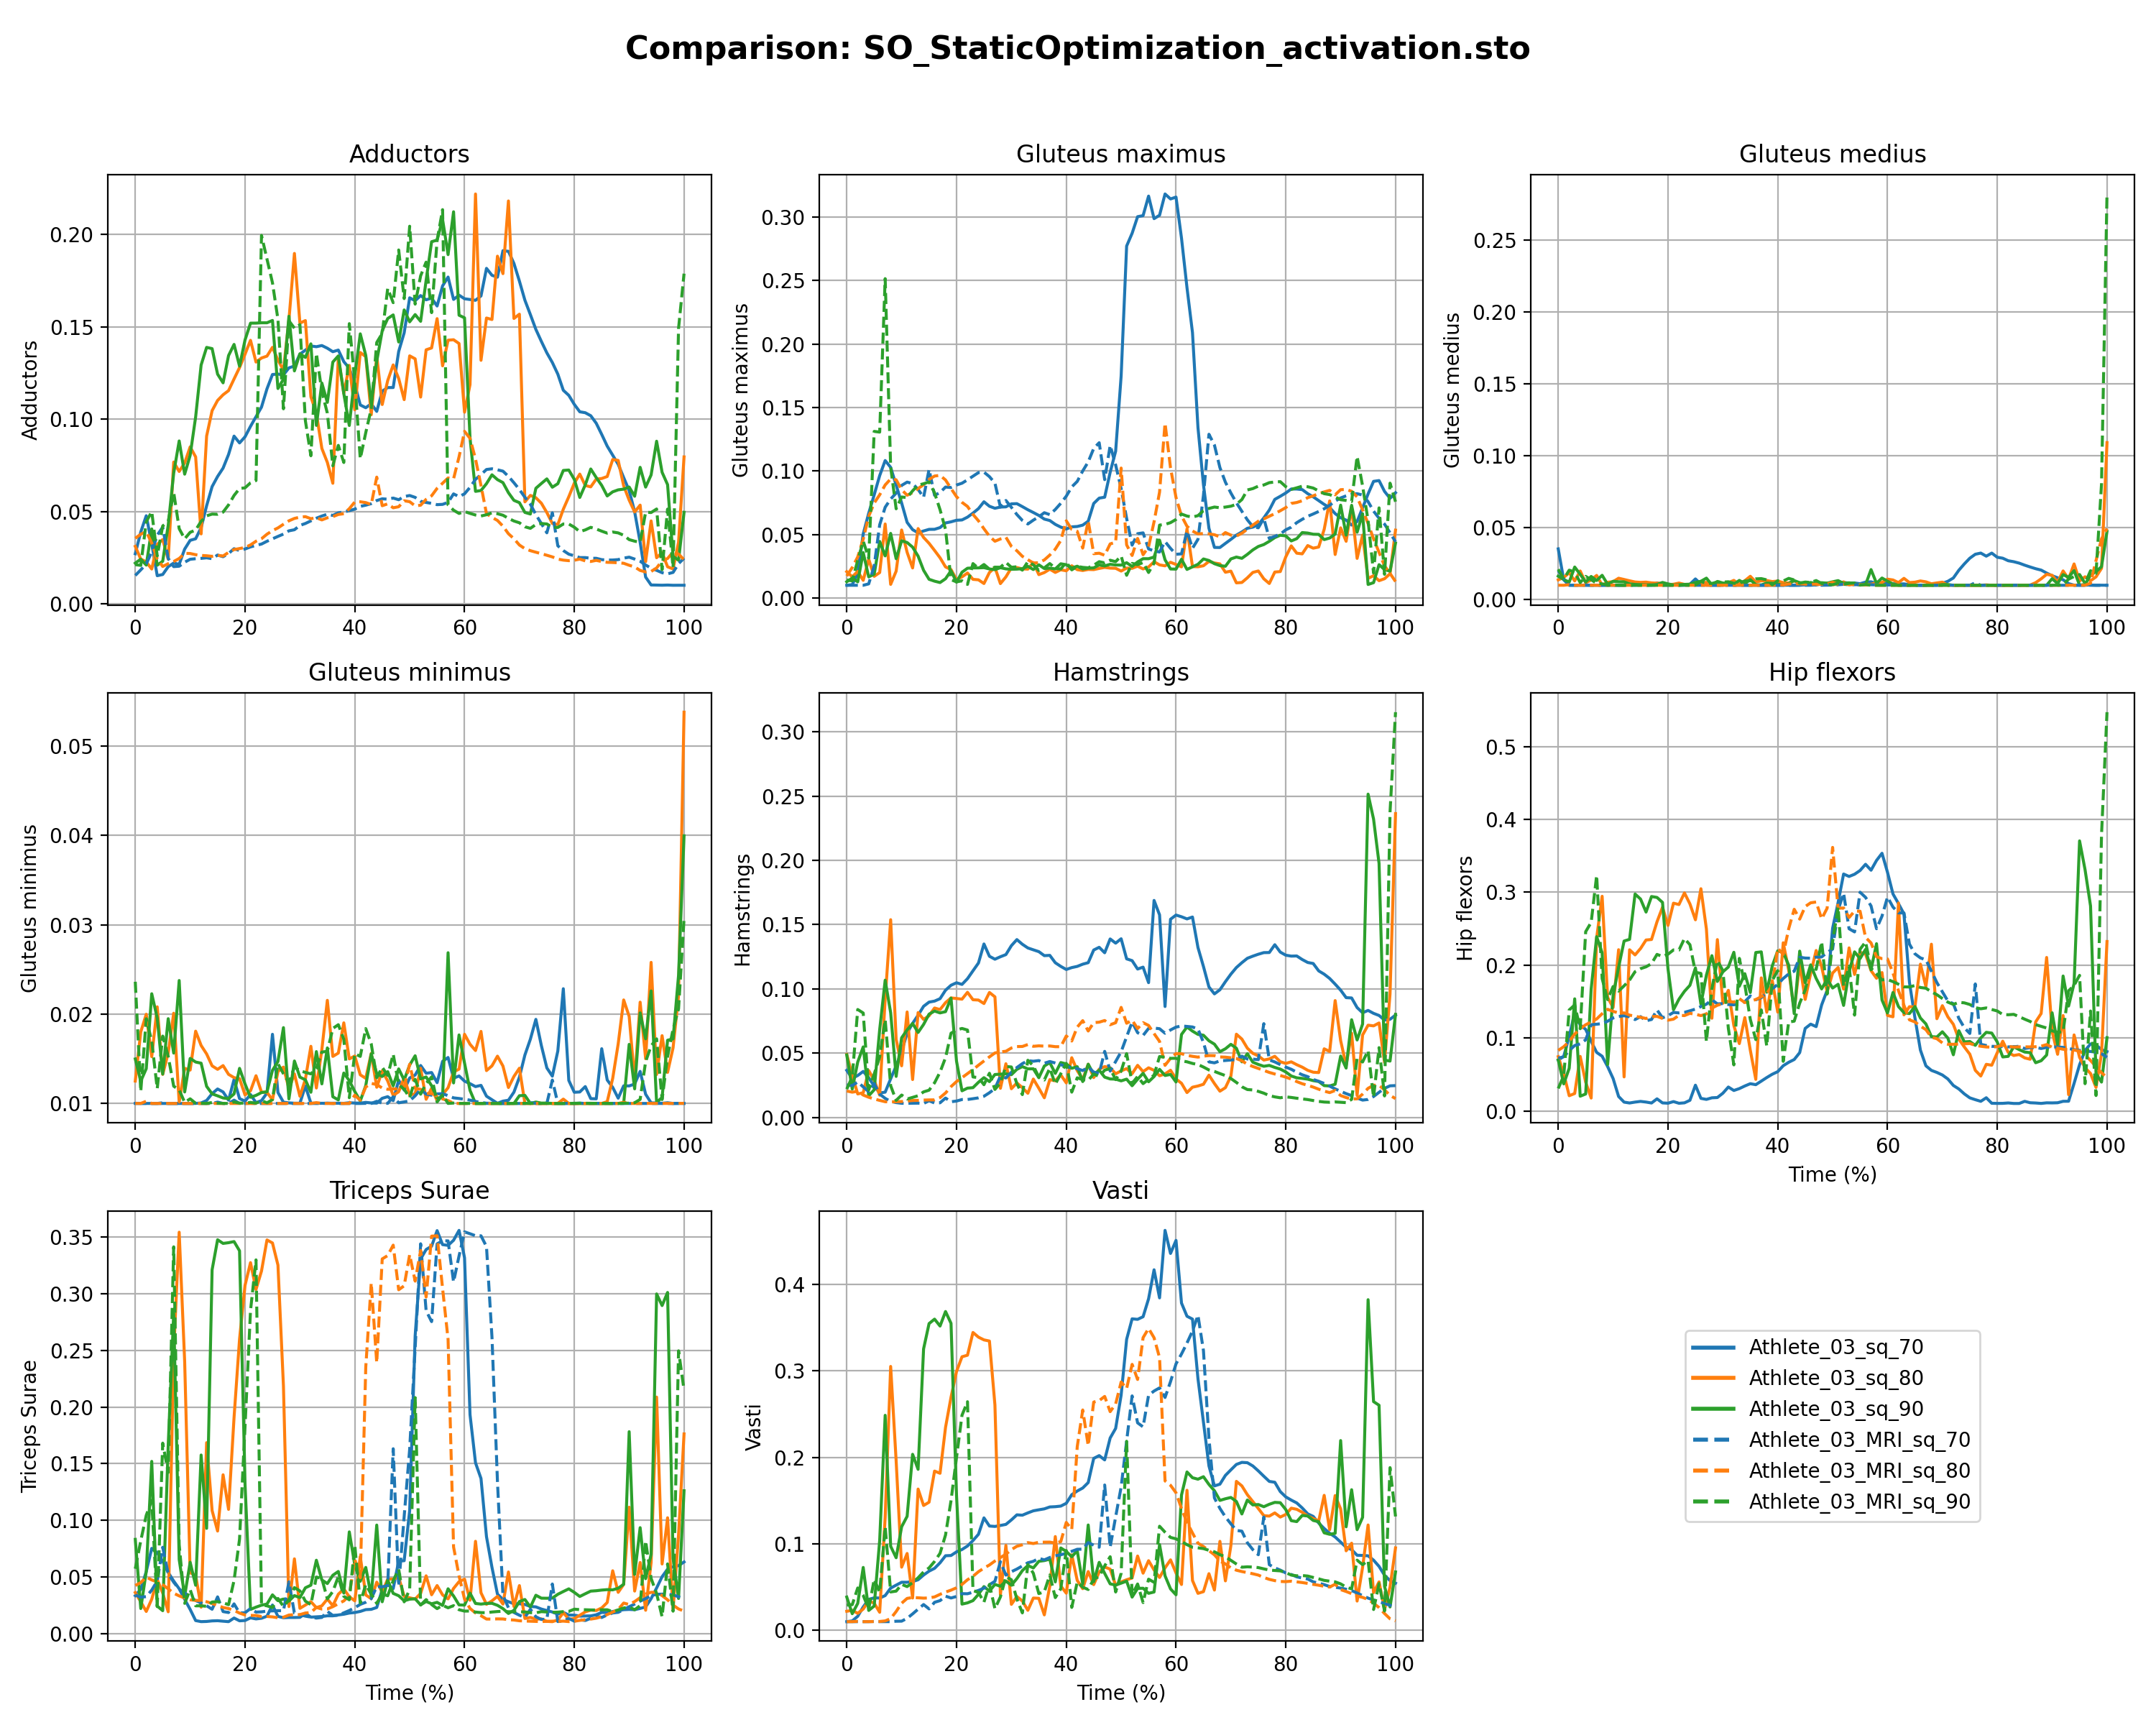 Comparison: SO_StaticOptimization_activation.sto
Adductors
Adductors
0.20
0.15
0.10
0.05
0.00
0 20 40 60 80 100
Gluteus maximus
Gluteus maximus
0.30
0.25
0.20
0.15
0.10
0.05
0.00
0 20 40 60 80 100
Gluteus medius
Gluteus medius
0.25
0.20
0.15
0.10
0.05
0.00
0 20 40 60 80 100
Gluteus minimus
Gluteus minimus
0.05
0.04
0.03
0.02
0.01
0 20 40 60 80 100
Hamstrings
Hamstrings
0.30
0.25
0.20
0.15
0.10
0.05
0.00
0 20 40 60 80 100
Hip flexors
Hip flexors
0.5
0.4
0.3
0.2
0.1
0.0
0 20 40 60 80 100
Time (%)
Triceps Surae
Triceps Surae
0.35
0.30
0.25
0.20
0.15
0.10
0.05
0.00
0 20 40 60 80 100
Time (%)
Vasti
Vasti
0.4
0.3
0.2
0.1
0.0
0 20 40 60 80 100
Time (%)
Athlete_03_sq_70
Athlete_03_sq_80
Athlete_03_sq_90
Athlete_03_MRI_sq_70
Athlete_03_MRI_sq_80
Athlete_03_MRI_sq_90